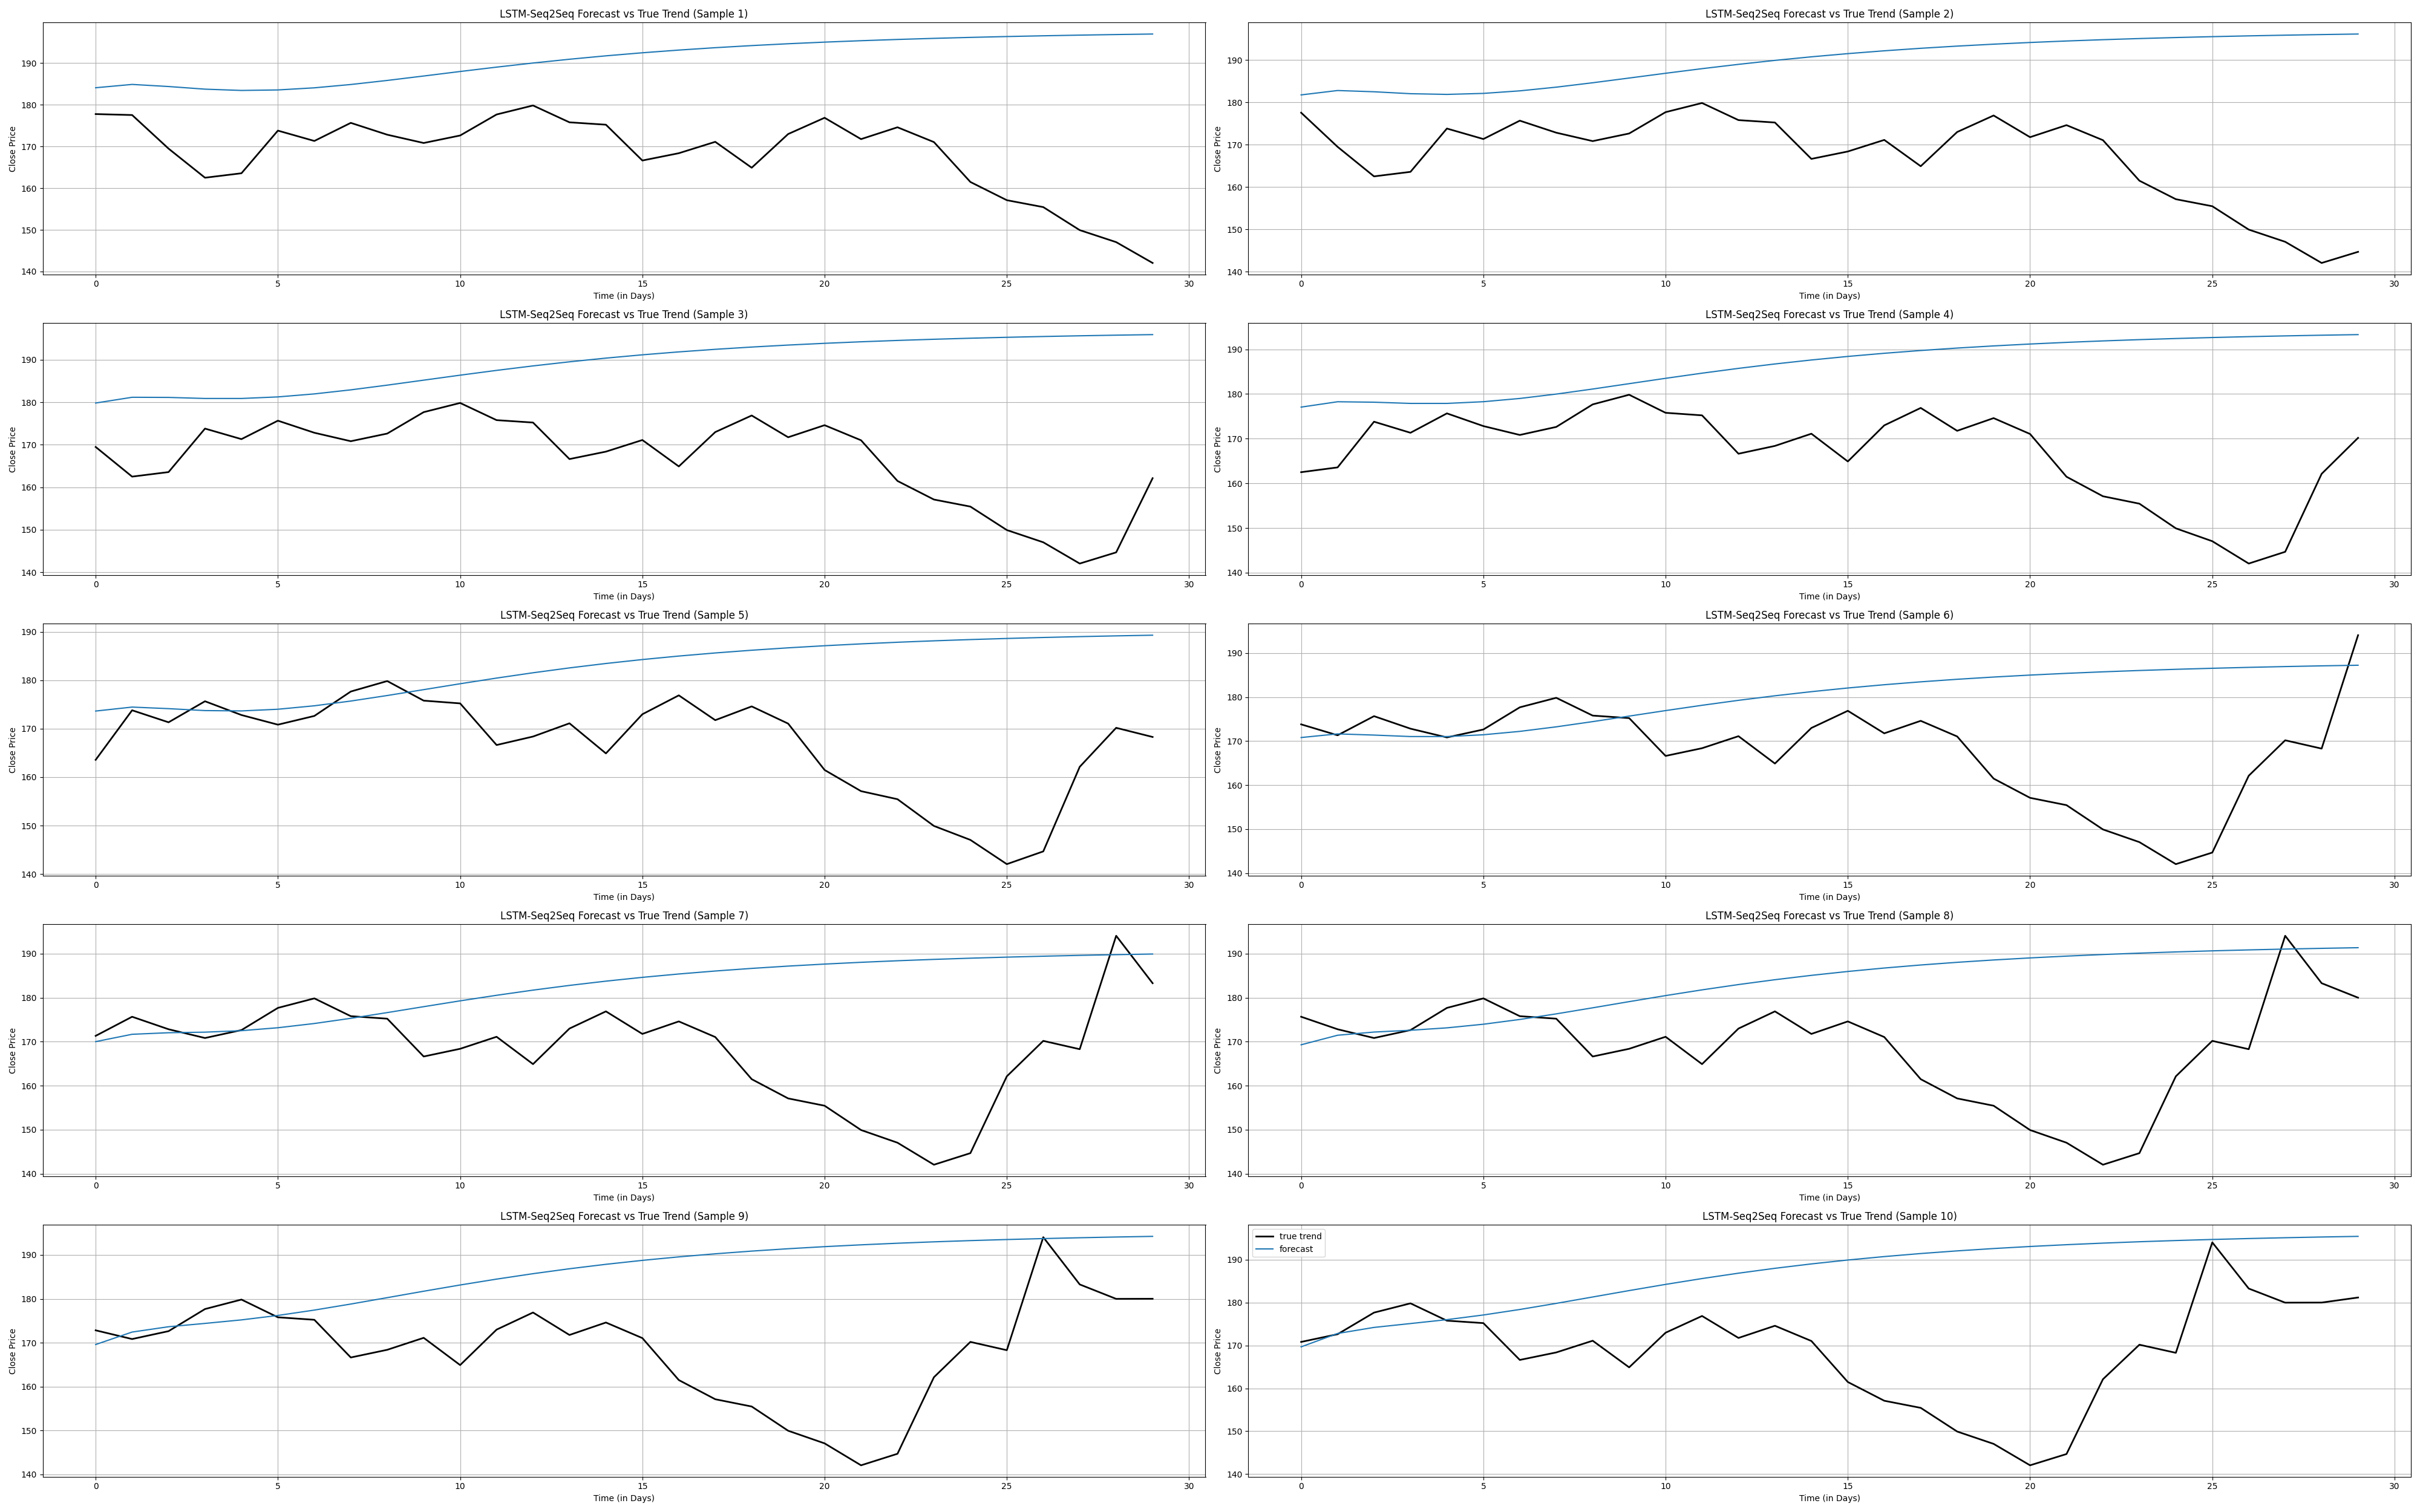 LSTM-Seq2Seq Forecast vs True Trend (Sample 1)
Close Price
190
180
170
160
150
140
0 5 10 15 20 25 30
Time (in Days)
LSTM-Seq2Seq Forecast vs True Trend (Sample 2)
Close Price
190
180
170
160
150
140
0 5 10 15 20 25 30
Time (in Days)
LSTM-Seq2Seq Forecast vs True Trend (Sample 3)
Close Price
190
180
170
160
150
140
0 5 10 15 20 25 30
Time (in Days)
LSTM-Seq2Seq Forecast vs True Trend (Sample 4)
Close Price
190
180
170
160
150
140
0 5 10 15 20 25 30
Time (in Days)
LSTM-Seq2Seq Forecast vs True Trend (Sample 5)
Close Price
190
180
170
160
150
140
0 5 10 15 20 25 30
Time (in Days)
LSTM-Seq2Seq Forecast vs True Trend (Sample 6)
Close Price
190
180
170
160
150
140
0 5 10 15 20 25 30
Time (in Days)
LSTM-Seq2Seq Forecast vs True Trend (Sample 7)
Close Price
190
180
170
160
150
140
0 5 10 15 20 25 30
Time (in Days)
LSTM-Seq2Seq Forecast vs True Trend (Sample 8)
Close Price
190
180
170
160
150
140
0 5 10 15 20 25 30
Time (in Days)
LSTM-Seq2Seq Forecast vs True Trend (Sample 9)
Close Price
190
180
170
160
150
140
0 5 10 15 20 25 30
Time (in Days)
LSTM-Seq2Seq Forecast vs True Trend (Sample 10)
true trend
forecast
Close Price
190
180
170
160
150
140
0 5 10 15 20 25 30
Time (in Days)